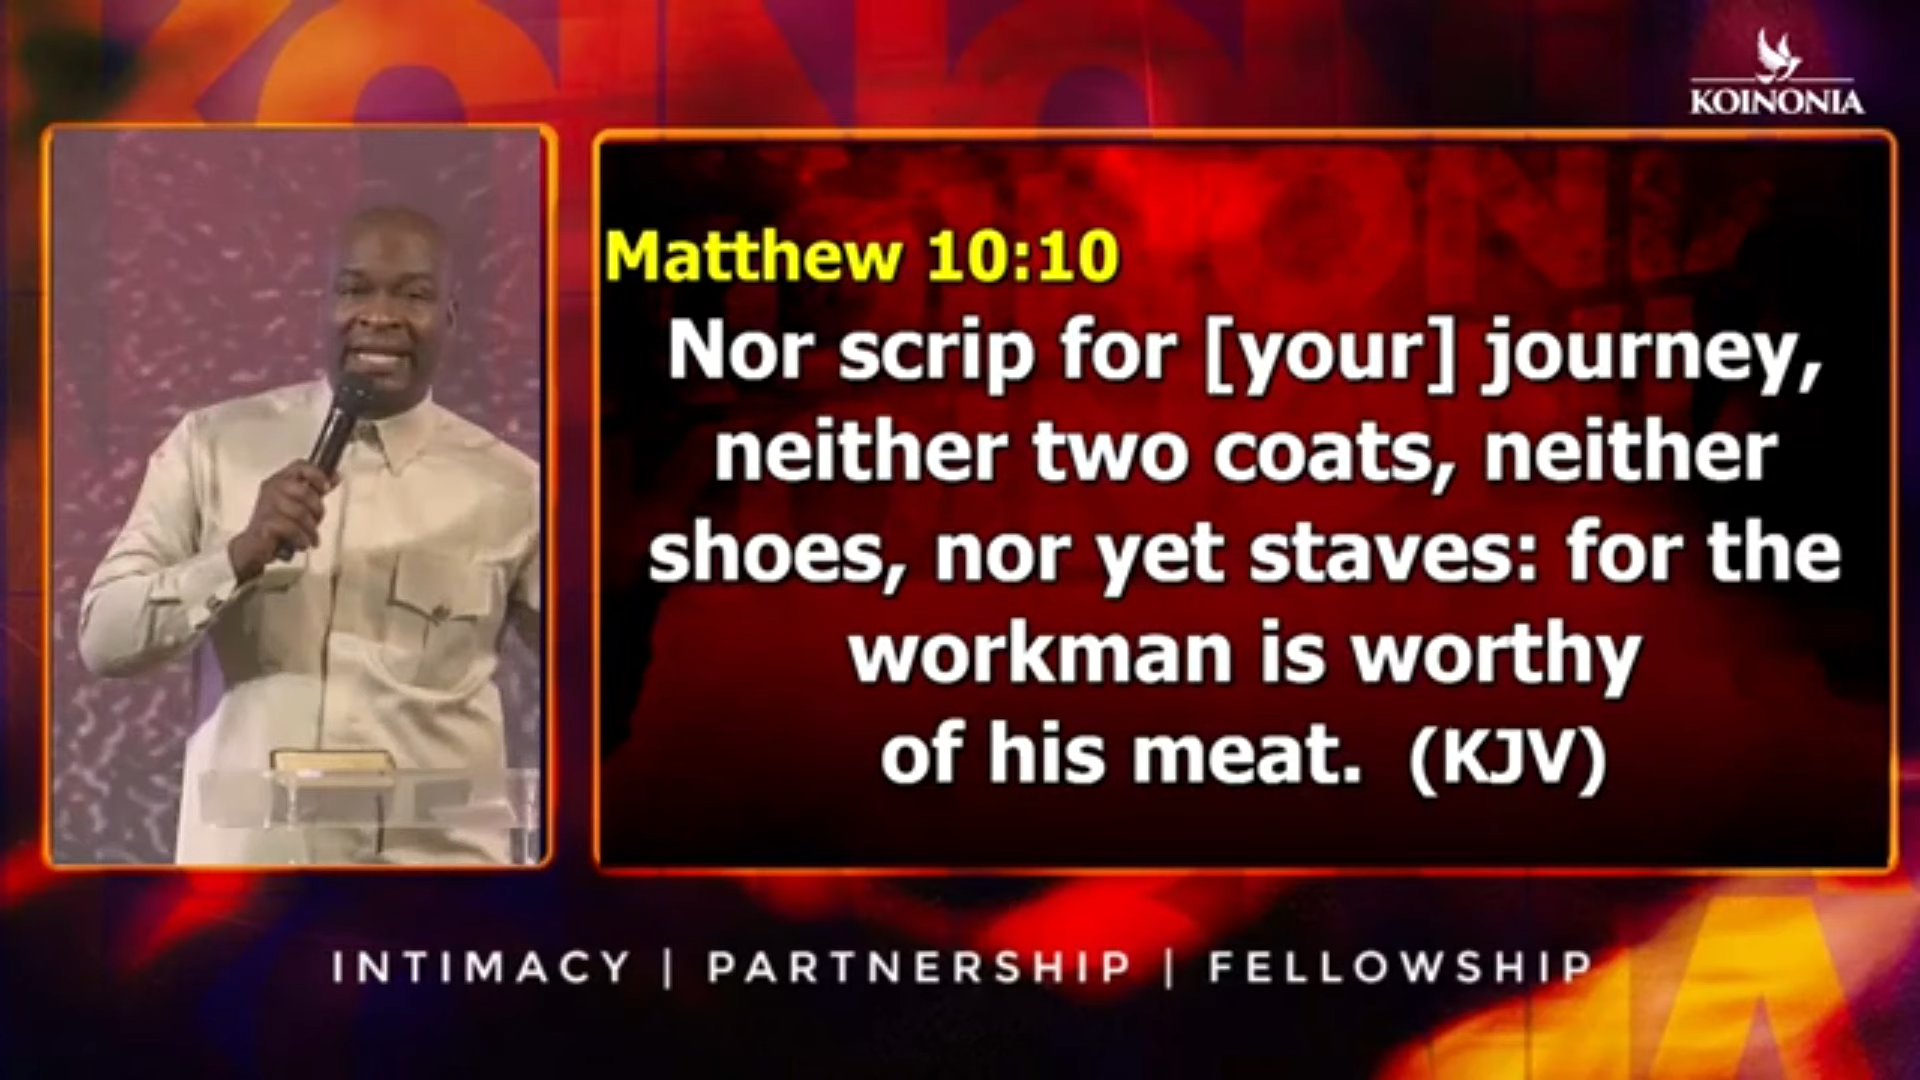 KOINONIA
Matthew 10:10
Nor scrip for [your] journey,
neither two coats, neither
shoes, nor yet staves: for the
workman is worthy
of his meat. (KJV)
INTIMACY | PARTNERSHIP | FELLOWSHIP